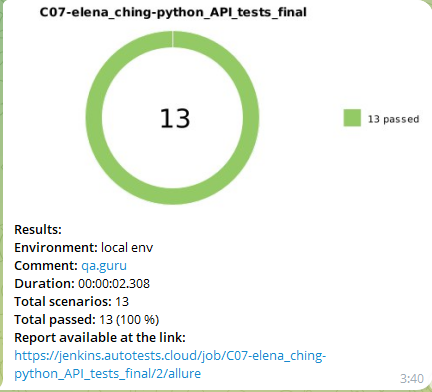 C07-elena_ching-python_API_tests_final
13
13 passed
Results:
Environment: local env
Comment: qa.guru
Duration: 00:00:02.308
Total scenarios: 13
Total passed: 13 (100 %)
Report available at the link:
https://jenkins.autotests.cloud/job/C07-elena_ching-
python_API_tests_final/2/allure
3:40